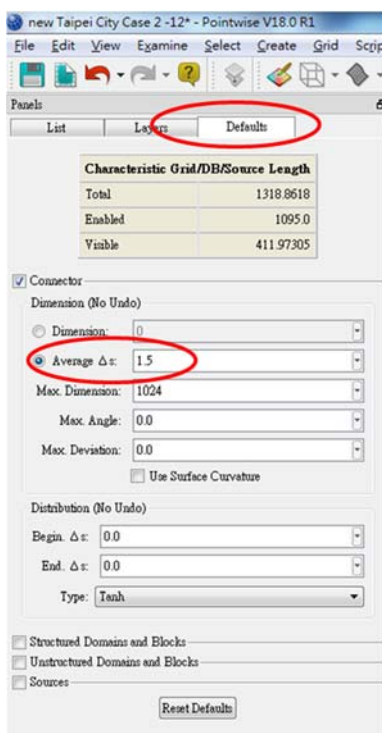 new Taipei City Case 2 -12* - Pointwise V18.0 R1
File Edit View Examine Select Create Grid Scrip
Panels
List Layers Defaults
Characteristic Grid/DB/Source Length
Total 1318.8618
Enabled 1095.0
Visible 411.97305
Connector
Dimension (No Undo)
Dimension: 0
Average Δs: 1.5
Max. Dimension: 1024
Max. Angle: 0.0
Max. Deviation: 0.0
Use Surface Curvature
Distribution (No Undo)
Begin. Δs: 0.0
End. Δs: 0.0
Type: Tanh
Structured Domains and Blocks
Unstructured Domains and Blocks
Sources
Reset Defaults